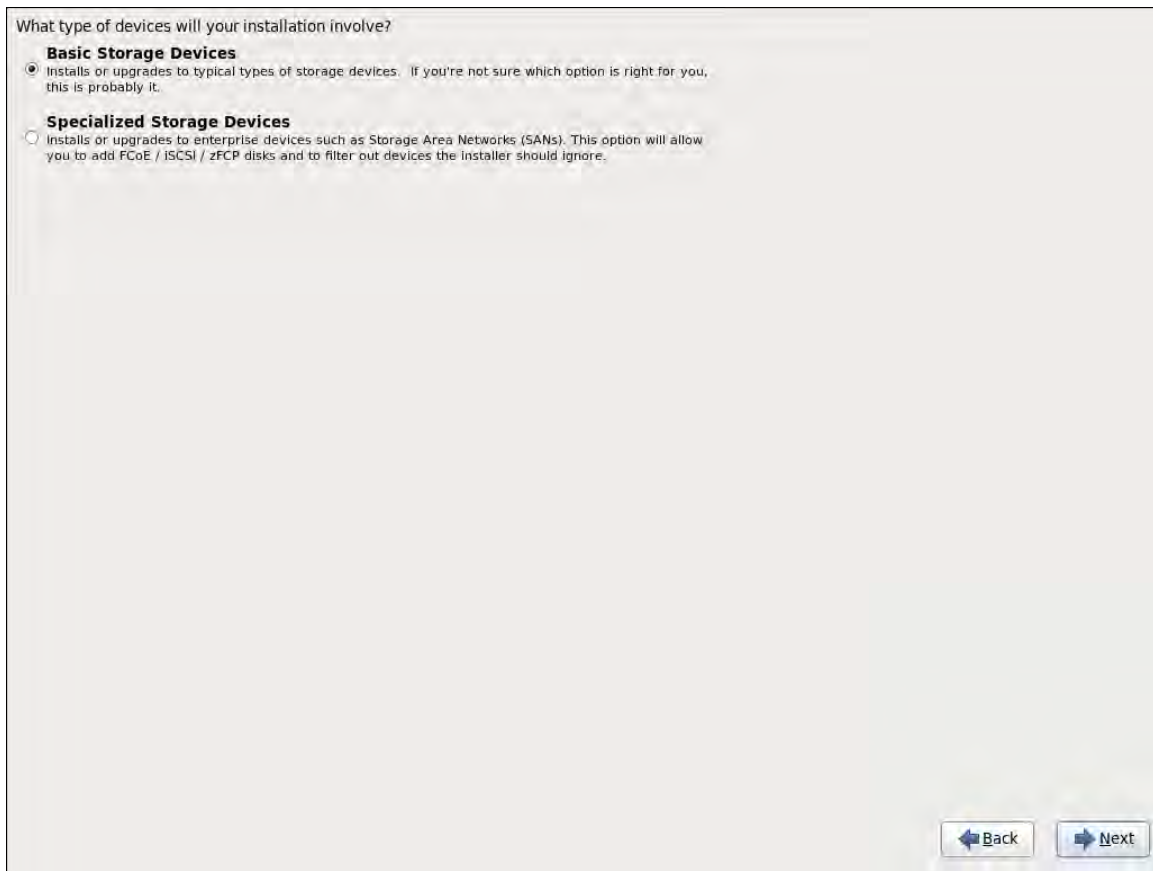 What type of devices will your installation involve?
Basic Storage Devices
Installs or upgrades to typical types of storage devices.  If you're not sure which option is right for you,
this is probably it.
Specialized Storage Devices
Installs or upgrades to enterprise devices such as Storage Area Networks (SANs). This option will allow
you to add FCoE / iSCSI / zFCP disks and to filter out devices the installer should ignore.
Back
Next